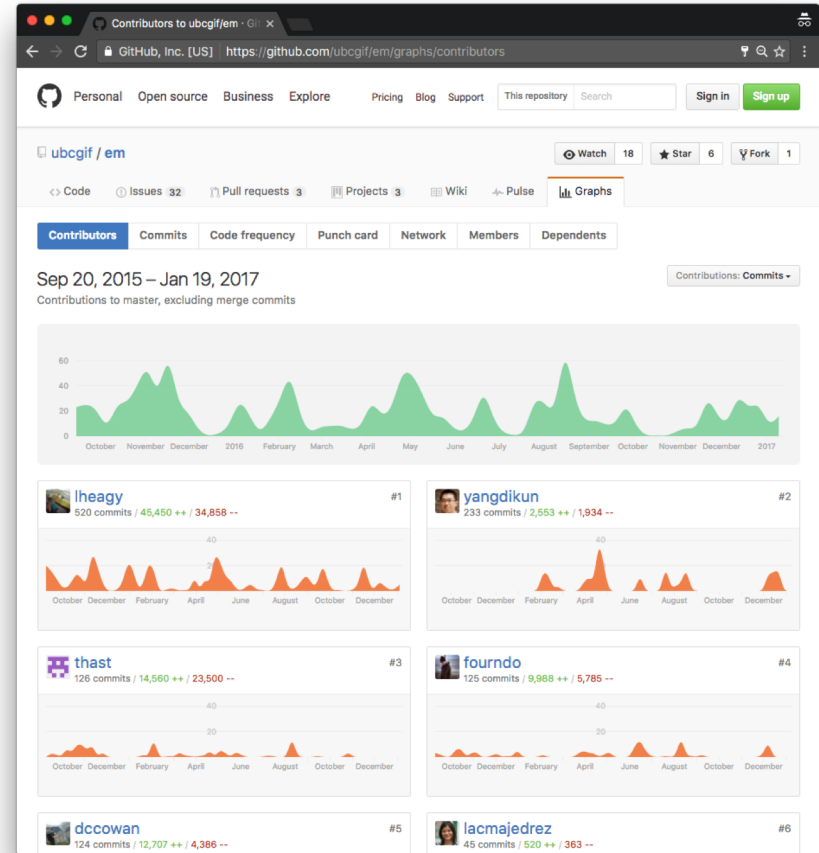 Contributors to ubcgif/em · Gi
GitHub, Inc. [US] https://github.com/ubcgif/em/graphs/contributors
Personal Open source Business Explore Pricing Blog Support This repository Search Sign in Sign up
ubcgif / em
Watch 18 Star 6 Fork 1
<> Code Issues 32 Pull requests 3 Projects 3 Wiki Pulse Graphs
Contributors Commits Code frequency Punch card Network Members Dependents
Sep 20, 2015 – Jan 19, 2017
Contributions: Commits
Contributions to master, excluding merge commits
60
40
20
0
October November December 2016 February March April May June July August September October November December 2017
lheagy #1
520 commits / 45,450 ++ / 34,858 --
40
20
October December February April June August October December
yangdikun #2
233 commits / 2,553 ++ / 1,934 --
40
October December February April June August October December
thast #3
126 commits / 14,560 ++ / 23,500 --
40
20
October December February April June August October December
fourndo #4
125 commits / 9,988 ++ / 5,785 --
40
20
October December February April June August October December
dccowan #5
124 commits / 12,707 ++ / 4,386 --
lacmajedrez #6
45 commits / 520 ++ / 363 --